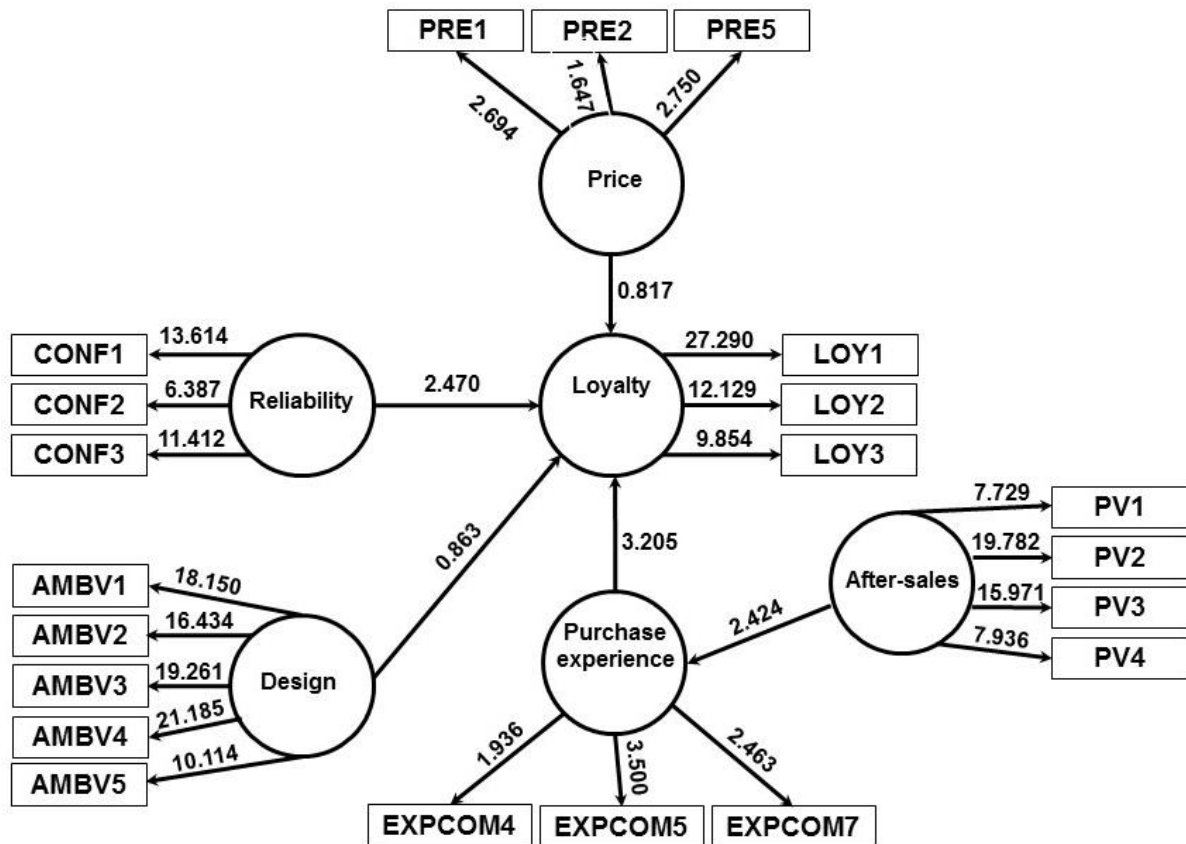 PRE1 PRE2 PRE5
2.694 1.647 2.750
Price
0.817
CONF1 13.614
CONF2 6.387
CONF3 11.412
Reliability
2.470
Loyalty
27.290 LOY1
12.129 LOY2
9.854 LOY3
0.863
3.205
AMBV1 18.150
AMBV2 16.434
AMBV3 19.261
AMBV4 21.185
AMBV5 10.114
Design
Purchase
experience
2.424
After-sales
7.729 PV1
19.782 PV2
15.971 PV3
7.936 PV4
1.936 3.500 2.463
EXPCOM4 EXPCOM5 EXPCOM7